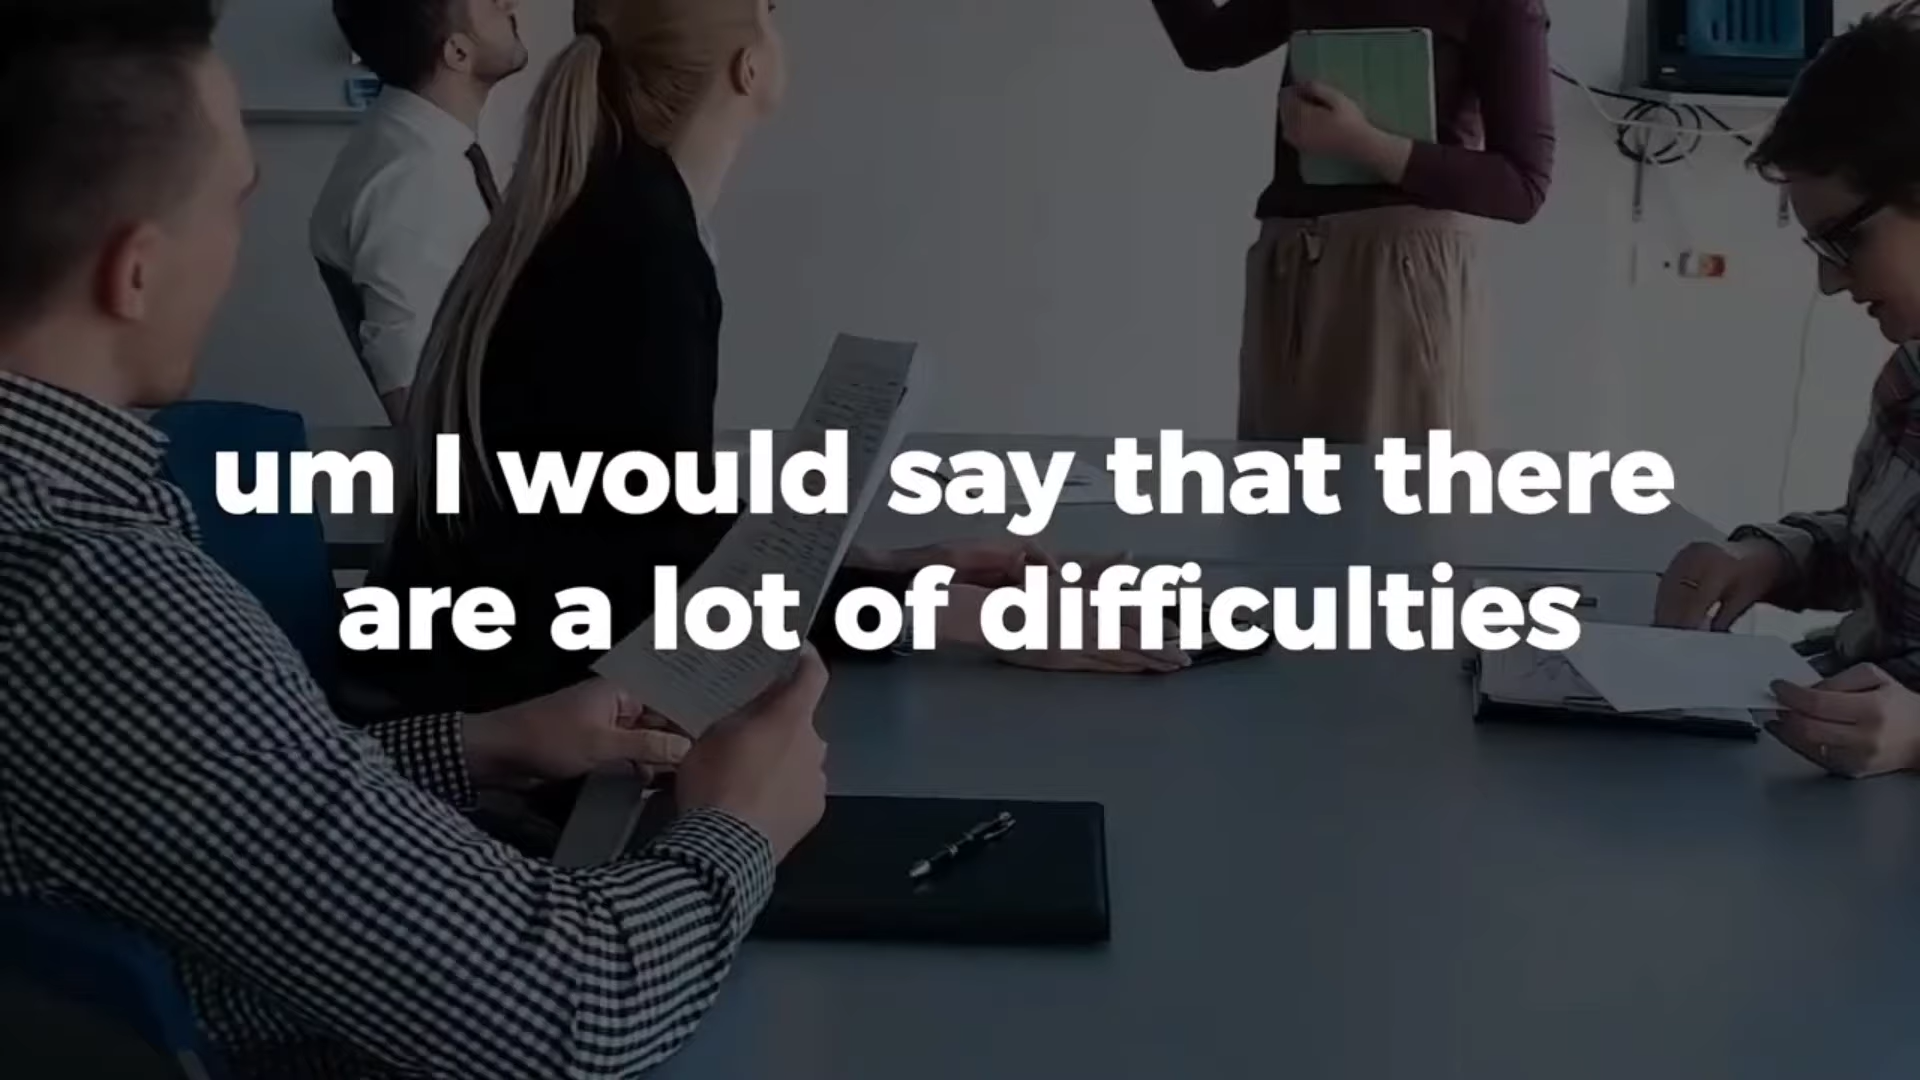 um I would say that there
are a lot of difficulties